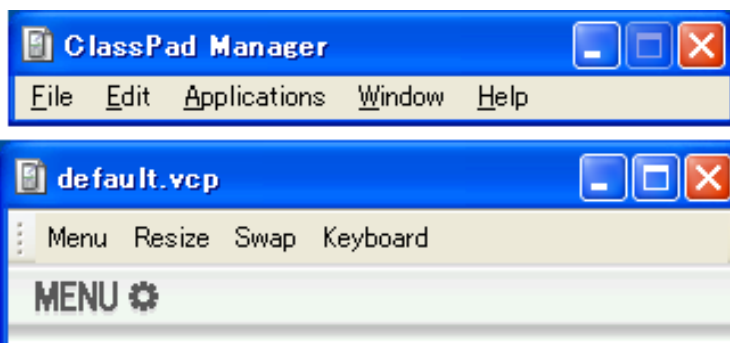 ClassPad Manager
File Edit Applications Window Help
default.vcp
Menu Resize Swap Keyboard
MENU